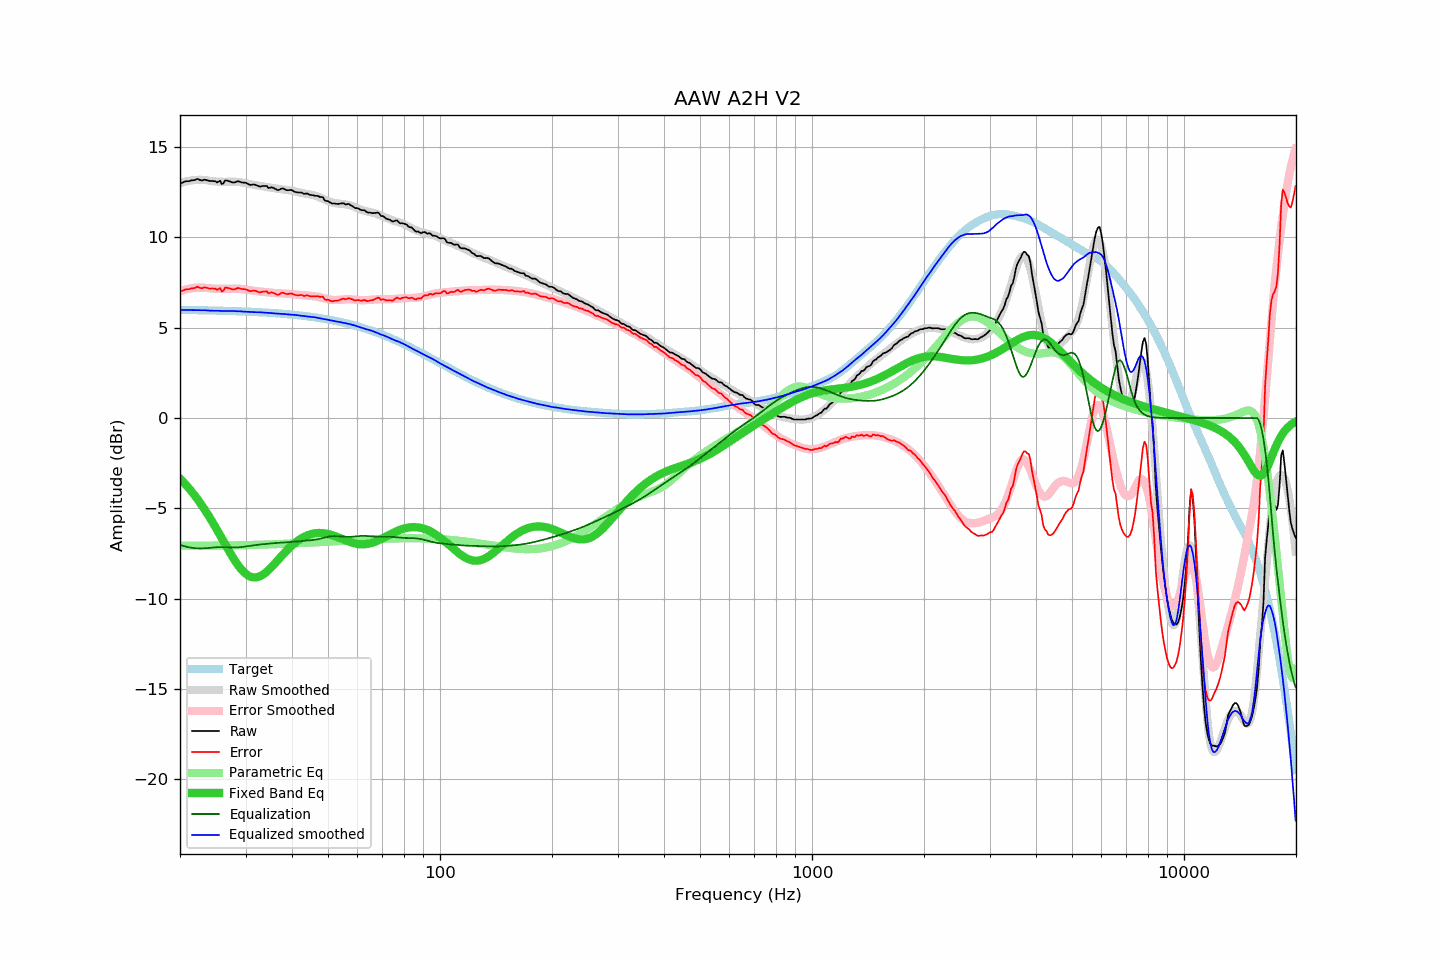 AAW A2H V2
15
10
5
0
−5
−10
−15
−20
Amplitude (dBr)
Target
Raw Smoothed
Error Smoothed
Raw
Error
Parametric Eq
Fixed Band Eq
Equalization
Equalized smoothed
100
1000
10000
Frequency (Hz)